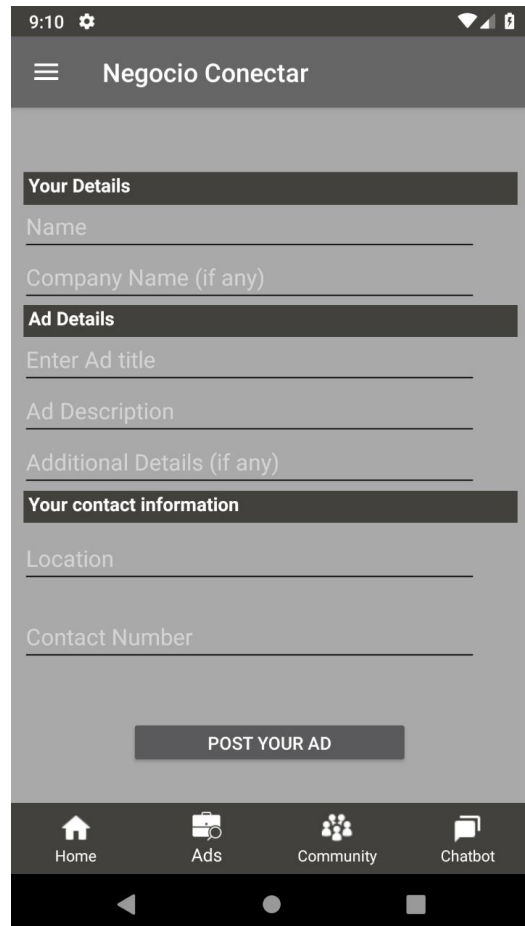 9:10
Negocio Conectar
Your Details
Name
Company Name (if any)
Ad Details
Enter Ad title
Ad Description
Additional Details (if any)
Your contact information
Location
Contact Number
POST YOUR AD
Home Ads Community Chatbot